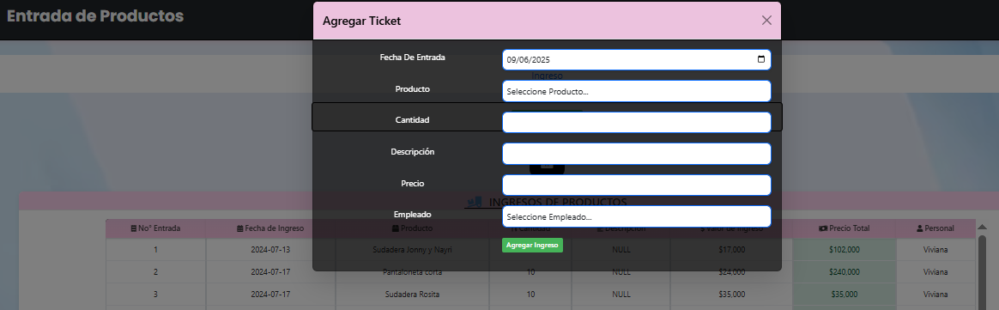 Entrada de Productos
Agregar Ticket
Fecha De Entrada
09/06/2025
Ingreso
Producto
Seleccione Producto...
Cantidad
Descripción
Precio
INGRESOS DE PRODUCTOS
Empleado
Seleccione Empleado...
No° Entrada Fecha de Ingreso Producto Cantidad Descripción Valor de Ingreso Precio Total Personal
Agregar Ingreso
1 2024-07-13 Sudadera Jonny y Nayri NULL $17,000 $102,000 Viviana
2 2024-07-17 Pantaloneta corta 10 NULL $24,000 $240,000 Viviana
3 2024-07-17 Sudadera Rosita 10 NULL $35,000 $35,000 Viviana